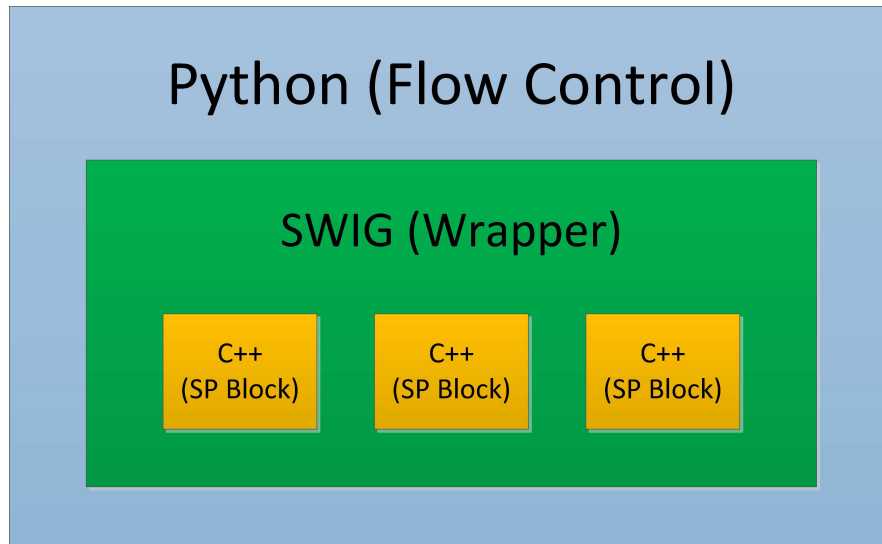 Python (Flow Control)
SWIG (Wrapper)
C++
(SP Block)
C++
(SP Block)
C++
(SP Block)